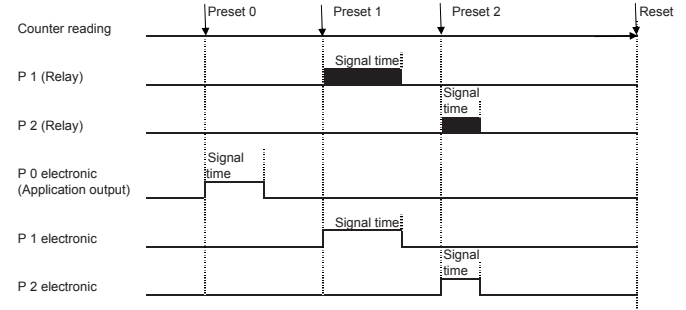 Preset 0 Preset 1 Preset 2 Reset
Counter reading
Signal time
P 1 (Relay)
Signal
time
P 2 (Relay)
Signal
time
P 0 electronic
(Application output)
Signal time
P 1 electronic
Signal
time
P 2 electronic